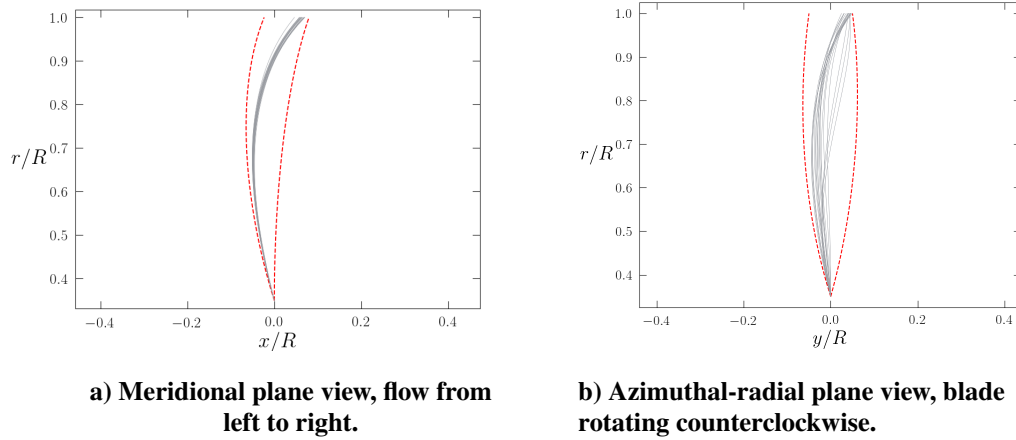 1.0
0.9
0.8
0.7
r/R
0.6
0.5
0.4
−0.4 −0.2 0.0 0.2 0.4
x/R
a) Meridional plane view, flow from
left to right.
1.0
0.9
0.8
0.7
r/R
0.6
0.5
0.4
−0.4 −0.2 0.0 0.2 0.4
y/R
b) Azimuthal-radial plane view, blade
rotating counterclockwise.